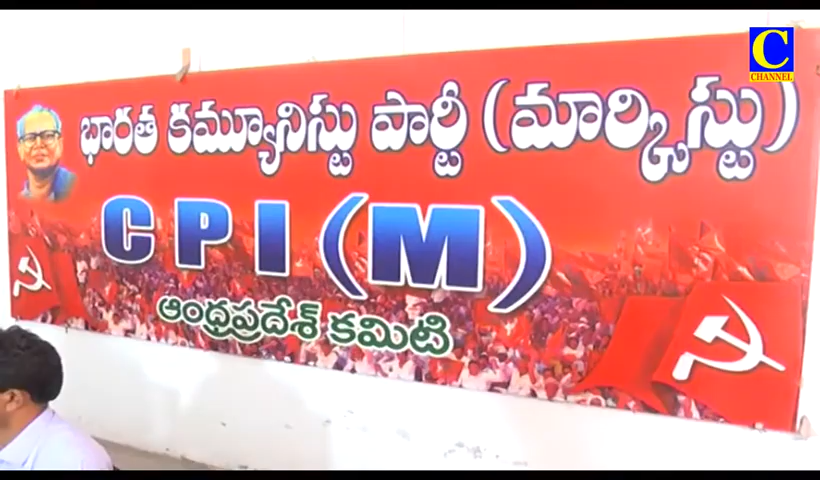 C
CHANNEL
భారత కమ్యూనిస్టు పార్టీ (మార్క్సిస్టు)
CPI(M)
ఆంధ్రప్రదేశ్ కమిటి